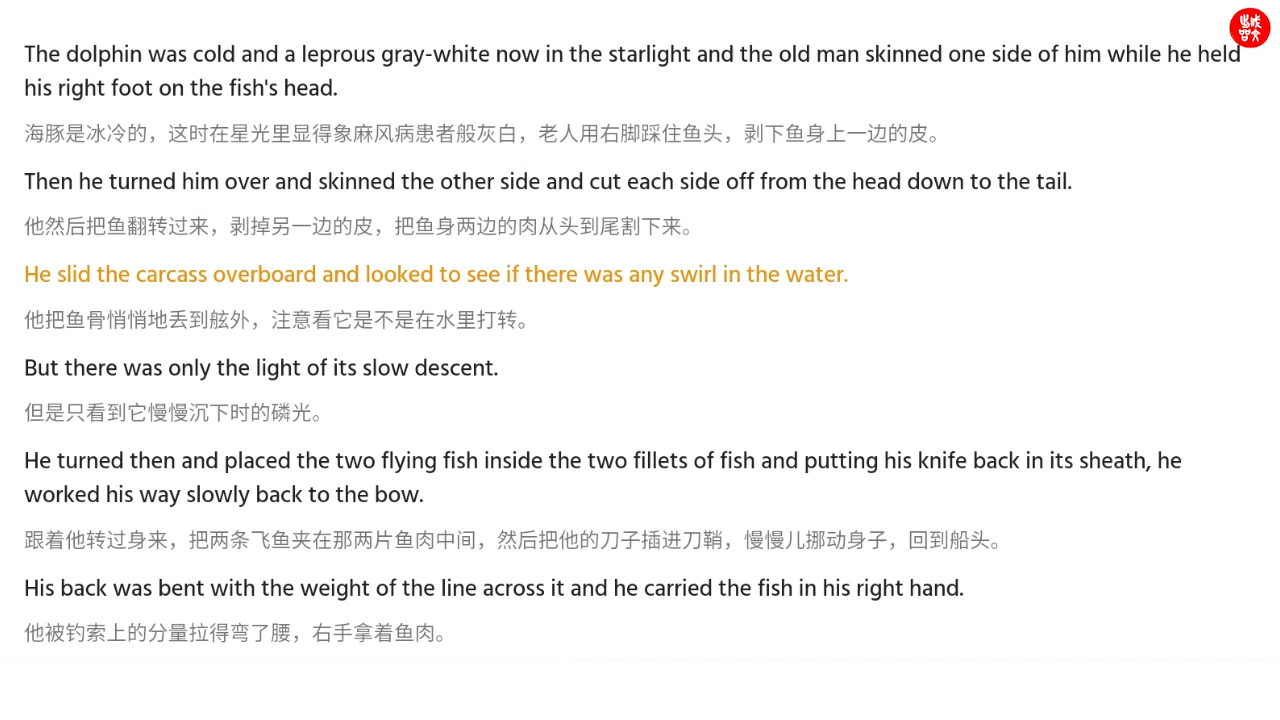 The dolphin was cold and a leprous gray-white now in the starlight and the old man skinned one side of him while he held
his right foot on the fish's head.
海豚是冰冷的，这时在星光里显得象麻风病患者般灰白，老人用右脚踩住鱼头，剥下鱼身上一边的皮。
Then he turned him over and skinned the other side and cut each side off from the head down to the tail.
他然后把鱼翻转过来，剥掉另一边的皮，把鱼身两边的肉从头到尾割下来。
He slid the carcass overboard and looked to see if there was any swirl in the water.
他把鱼骨悄悄地丢到舷外，注意看它是不是在水里打转。
But there was only the light of its slow descent.
但是只看到它慢慢沉下时的磷光。
He turned then and placed the two flying fish inside the two fillets of fish and putting his knife back in its sheath, he
worked his way slowly back to the bow.
跟着他转过身来，把两条飞鱼夹在那两片鱼肉中间，然后把他的刀子插进刀鞘，慢慢儿挪动身子，回到船头。
His back was bent with the weight of the line across it and he carried the fish in his right hand.
他被钓索上的分量拉得弯了腰，右手拿着鱼肉。